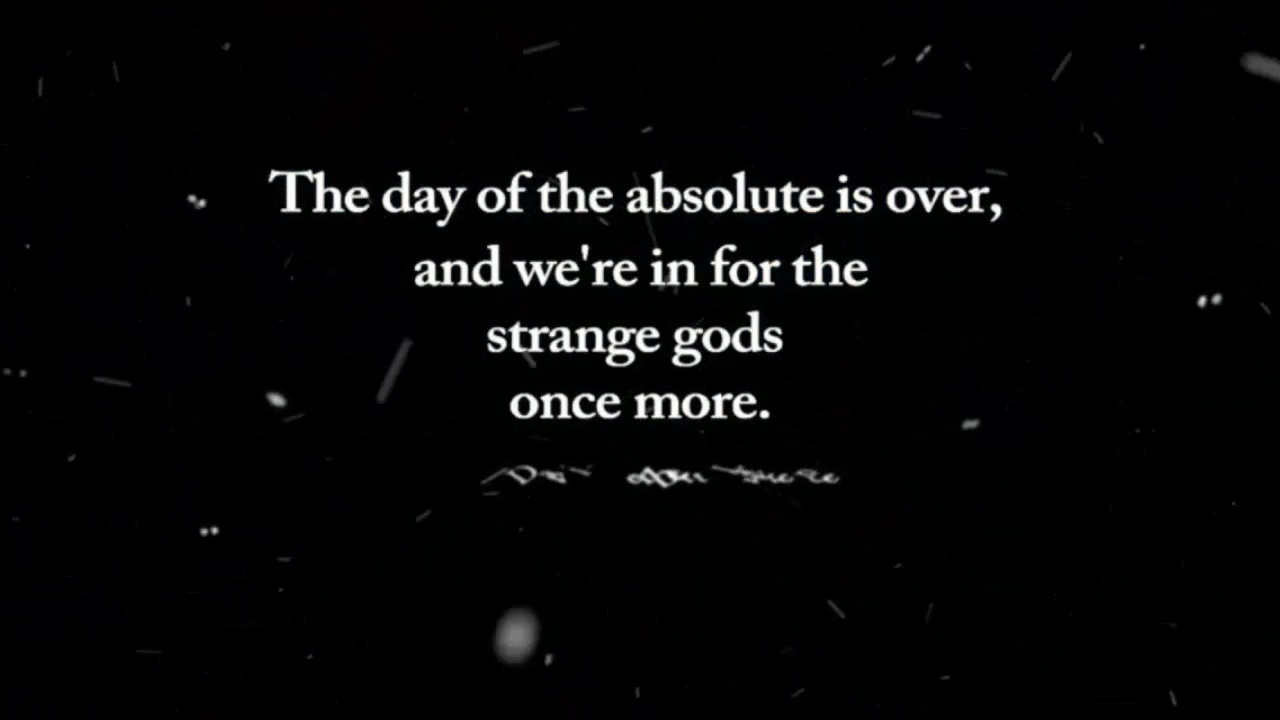 The day of the absolute is over,
and we're in for the
strange gods
once more.